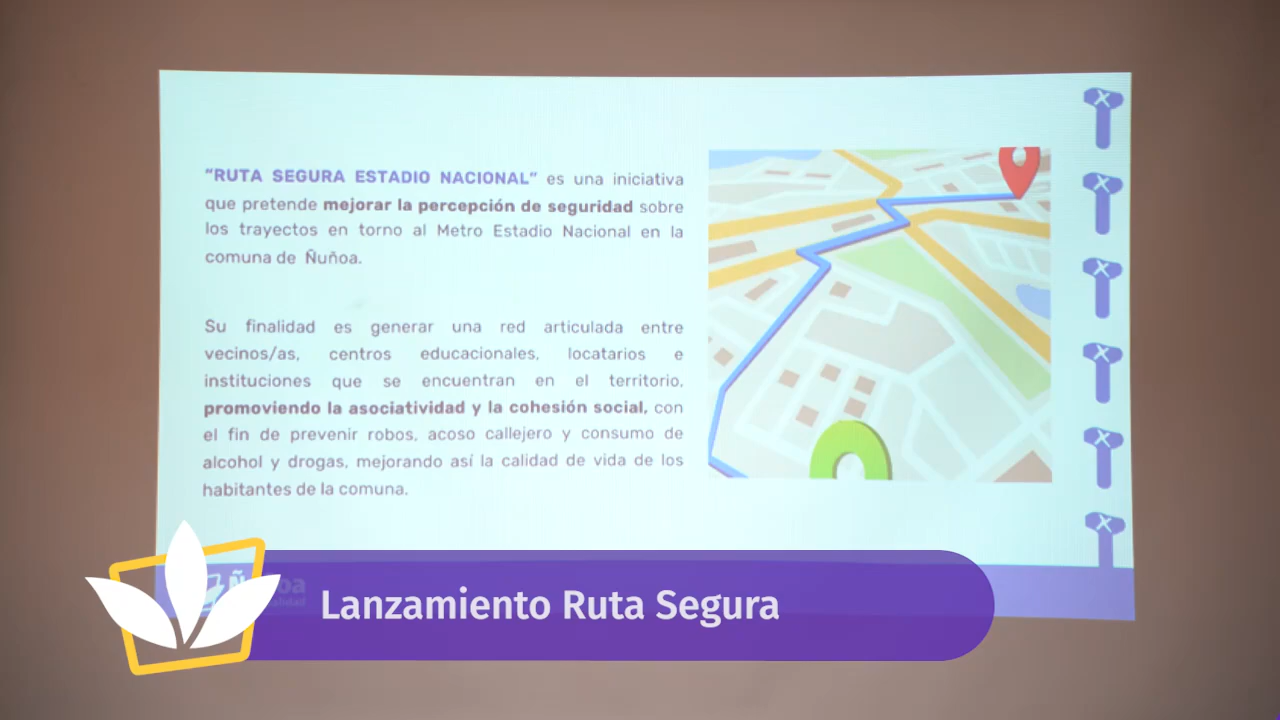 “RUTA SEGURA ESTADIO NACIONAL” es una iniciativa
que pretende mejorar la percepción de seguridad sobre
los trayectos en torno al Metro Estadio Nacional en la
comuna de Ñuñoa.
Su finalidad es generar una red articulada entre
vecinos/as, centros educacionales, locatarios e
instituciones que se encuentran en el territorio,
promoviendo la asociatividad y la cohesión social, con
el fin de prevenir robos, acoso callejero y consumo de
alcohol y drogas, mejorando así la calidad de vida de los
habitantes de la comuna.
Lanzamiento Ruta Segura